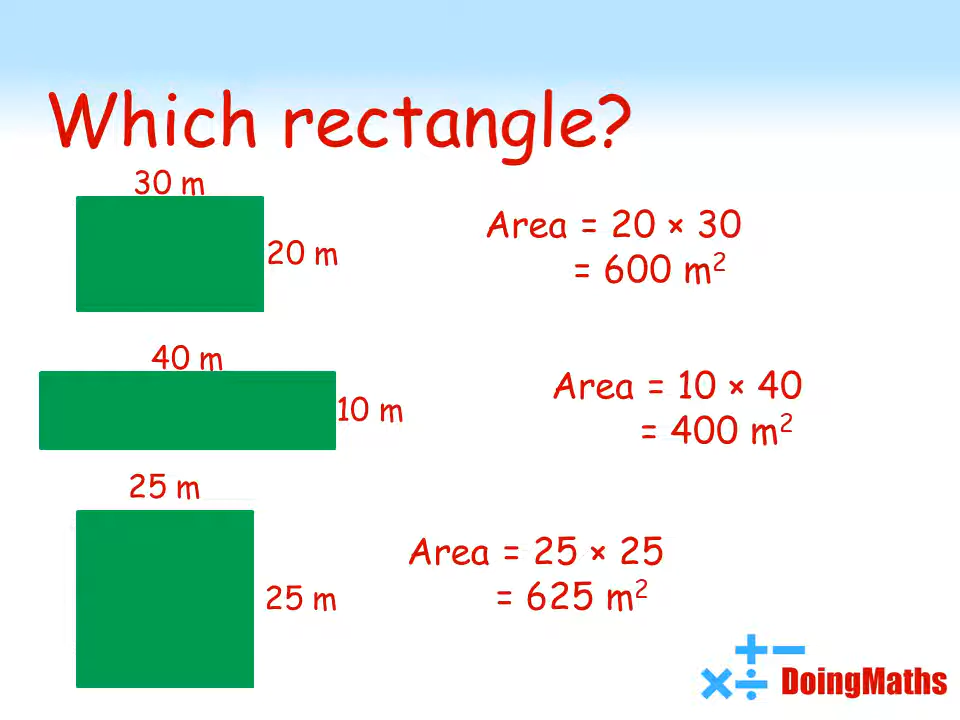 Which rectangle?
30 m
20 m
Area = 20 × 30
= 600 m²
40 m
10 m
Area = 10 × 40
= 400 m²
25 m
25 m
Area = 25 × 25
= 625 m²
+ −
× ÷ DoingMaths